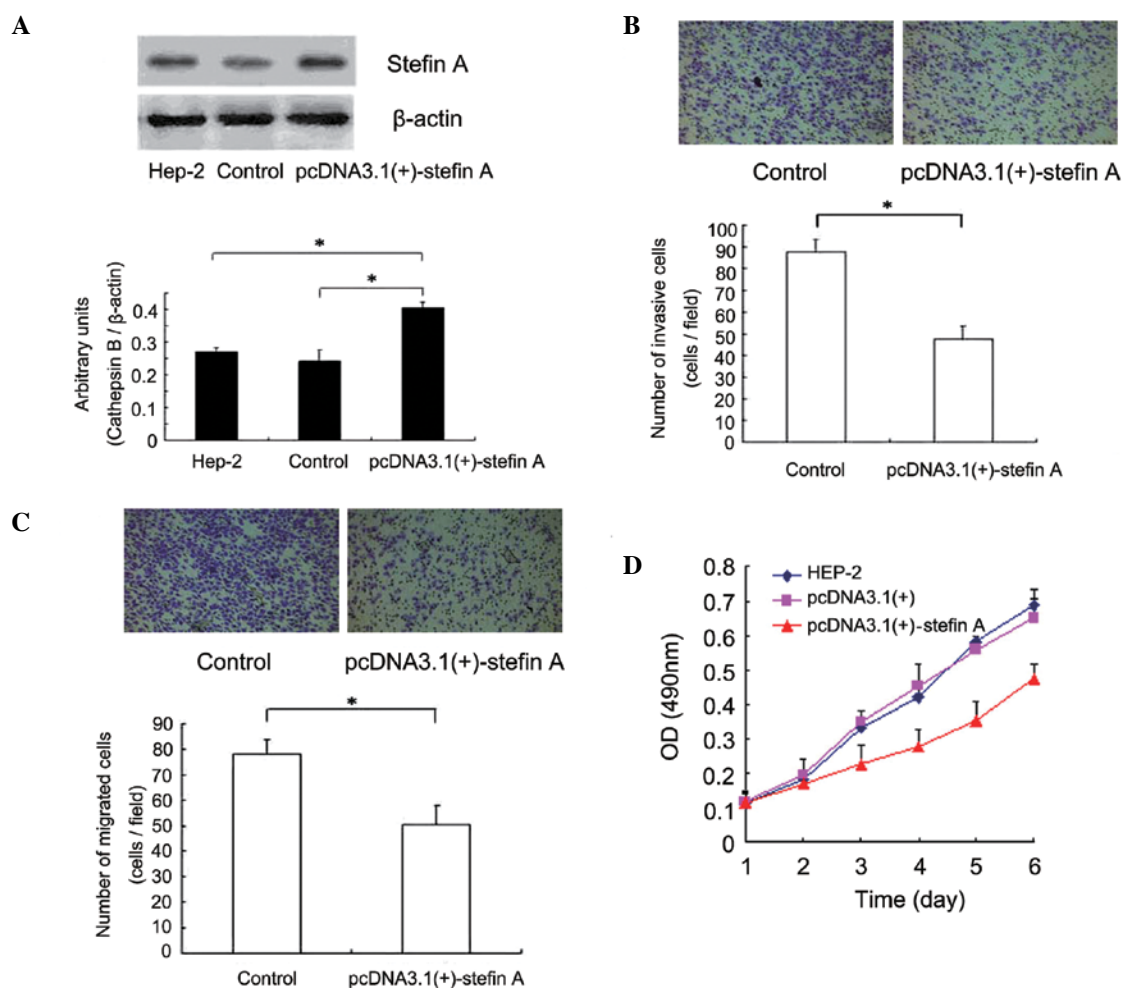 A
Stefin A
β-actin
Hep-2 Control pcDNA3.1(+)-stefin A
*
*
Arbitrary units
(Cathepsin B / β-actin)
0.4
0.3
0.2
0.1
0
Hep-2 Control pcDNA3.1(+)-stefin A
B
Control pcDNA3.1(+)-stefin A
*
Number of invasive cells
(cells / field)
100
90
80
70
60
50
40
30
20
10
0
Control pcDNA3.1(+)-stefin A
C
Control pcDNA3.1(+)-stefin A
*
Number of migrated cells
(cells / field)
90
80
70
60
50
40
30
20
10
0
Control pcDNA3.1(+)-stefin A
D
HEP-2
pcDNA3.1(+)
pcDNA3.1(+)-stefin A
OD (490nm)
0.8
0.7
0.6
0.5
0.4
0.3
0.2
0.1
0
1 2 3 4 5 6
Time (day)